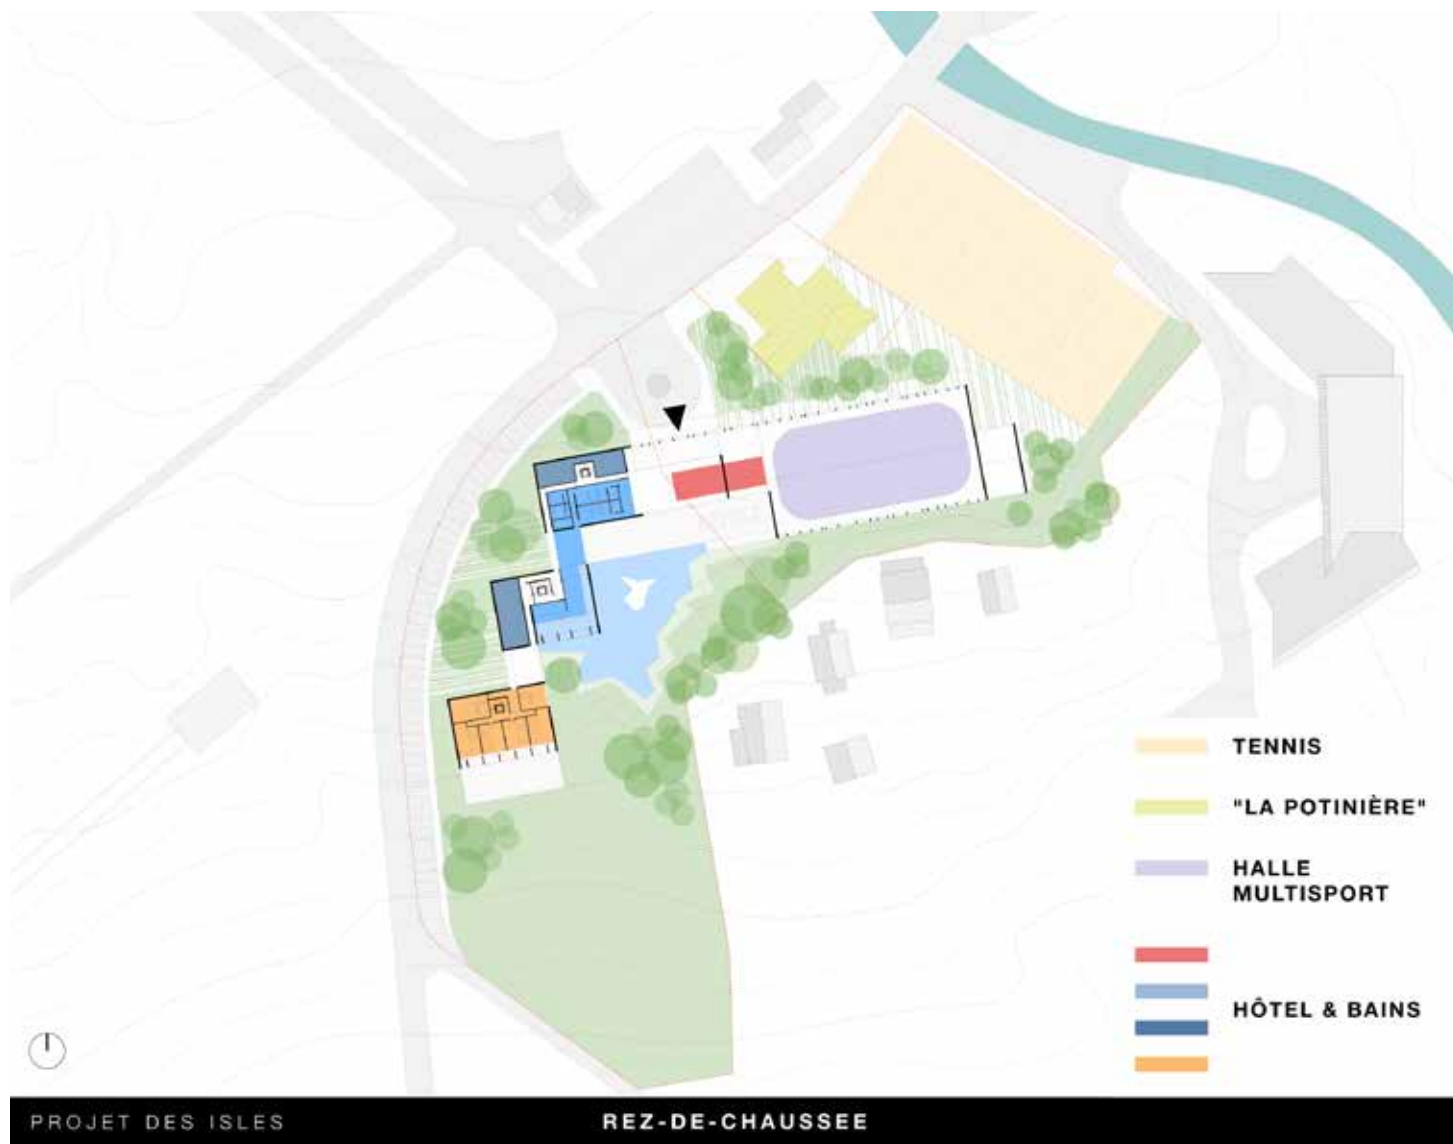 TENNIS
"LA POTINIÈRE"
HALLE
MULTISPORT
HÔTEL & BAINS
PROJET DES ISLES
REZ-DE-CHAUSSEE